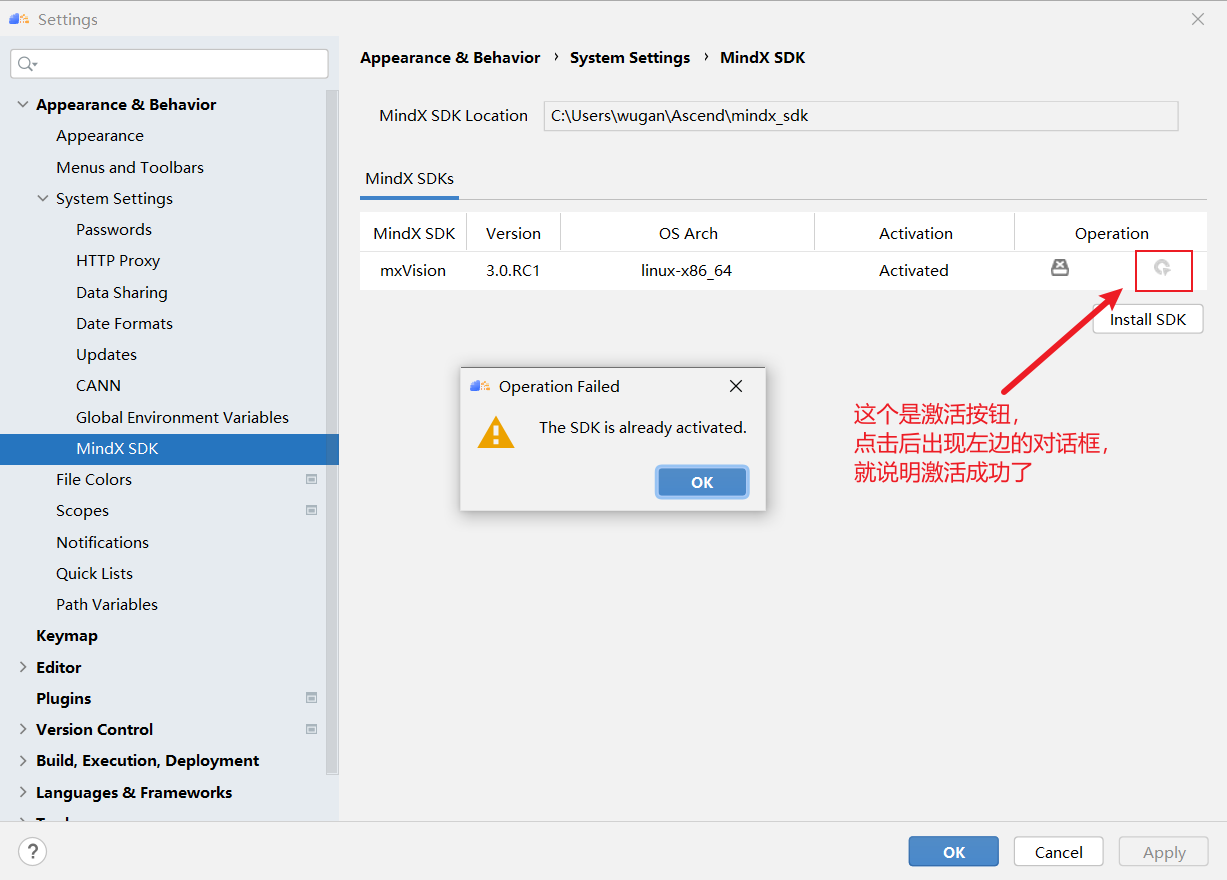 Settings
Appearance & Behavior › System Settings › MindX SDK
Appearance & Behavior
Appearance
Menus and Toolbars
System Settings
Passwords
HTTP Proxy
Data Sharing
Date Formats
Updates
CANN
Global Environment Variables
MindX SDK
File Colors
Scopes
Notifications
Quick Lists
Path Variables
Keymap
Editor
Plugins
Version Control
Build, Execution, Deployment
Languages & Frameworks
MindX SDK Location C:\Users\wugan\Ascend\mindx_sdk
MindX SDKs
MindX SDK Version OS Arch Activation Operation
mxVision 3.0.RC1 linux-x86_64 Activated
Install SDK
Operation Failed
The SDK is already activated.
OK
这个是激活按钮，
点击后出现左边的对话框，
就说明激活成功了
? OK Cancel Apply